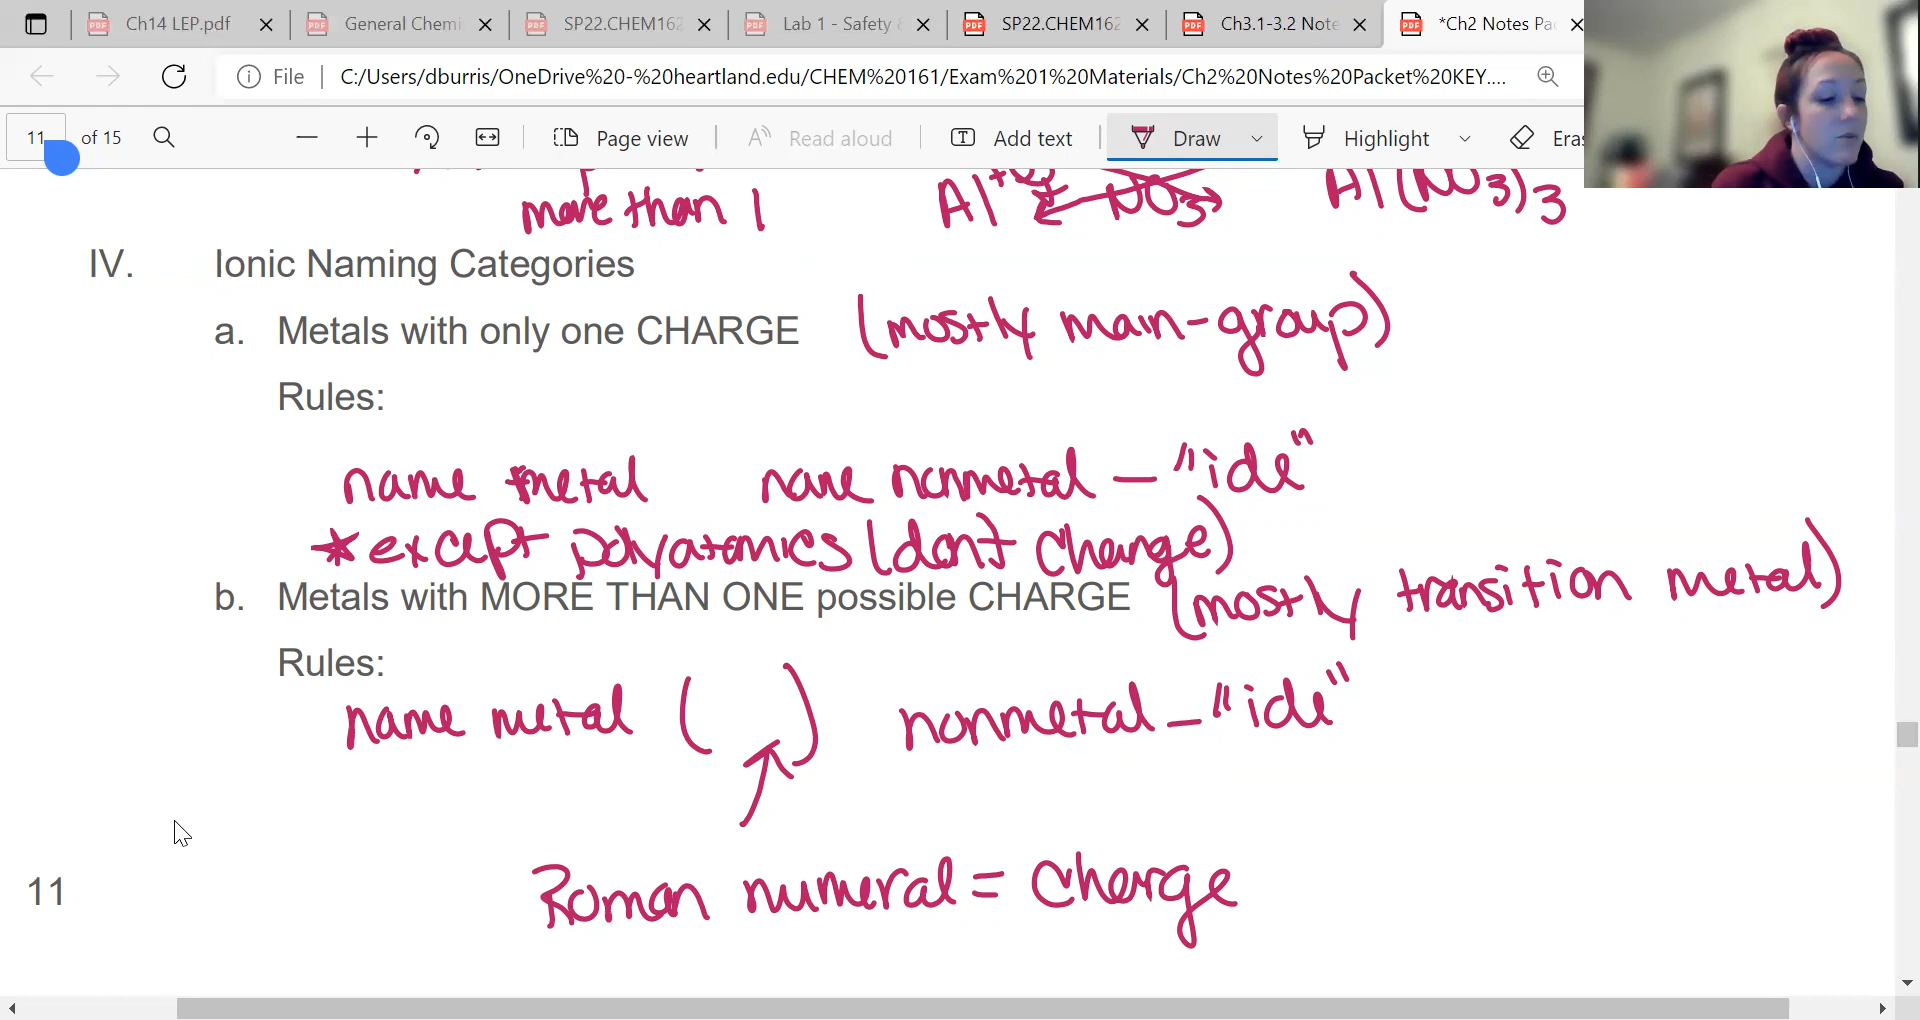 Ch14 LEP.pdf
General Chemi
SP22.CHEM162
Lab 1 - Safety &
SP22.CHEM162
Ch3.1-3.2 Note
*Ch2 Notes Pa
File
C:/Users/dburris/OneDrive%20-%20heartland.edu/CHEM%20161/Exam%201%20Materials/Ch2%20Notes%20Packet%20KEY....
11 of 15
Page view
Read aloud
Add text
Draw
Highlight
Eras
more than 1
Al NO3
Al(NO3)3
IV. Ionic Naming Categories
a. Metals with only one CHARGE (mostly main-group)
Rules:
name metal name nonmetal - "ide"
*except polyatomics (don't change)
b. Metals with MORE THAN ONE possible CHARGE (mostly transition metal)
Rules:
name metal ( ) nonmetal - "ide"
Roman numeral = charge
11